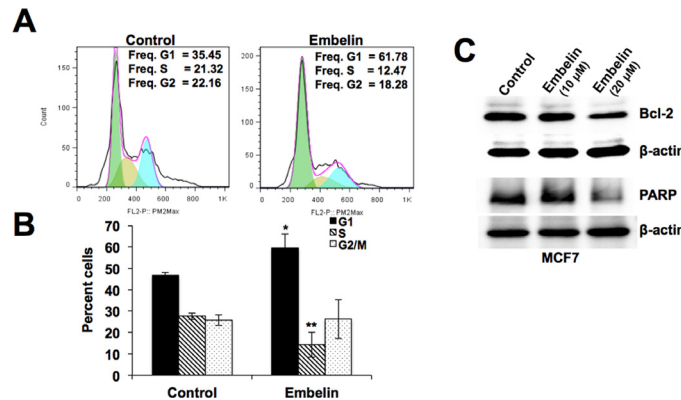 A
Control
Freq. G1 = 35.45
Freq. S = 21.32
Freq. G2 = 22.16
150
100
50
0
Count
0 200 400 600 800 1K
FL2-P:: PM2Max
Embelin
Freq. G1 = 61.78
Freq. S = 12.47
Freq. G2 = 18.28
200
150
100
50
0
0 200 400 600 800 1K
FL2-P:: PM2Max
B
G1
S
G2/M
Percent cells
70
60
50
40
30
20
10
0
*
**
Control
Embelin
C
Control
Embelin
(10 µM)
Embelin
(20 µM)
Bcl-2
β-actin
PARP
β-actin
MCF7